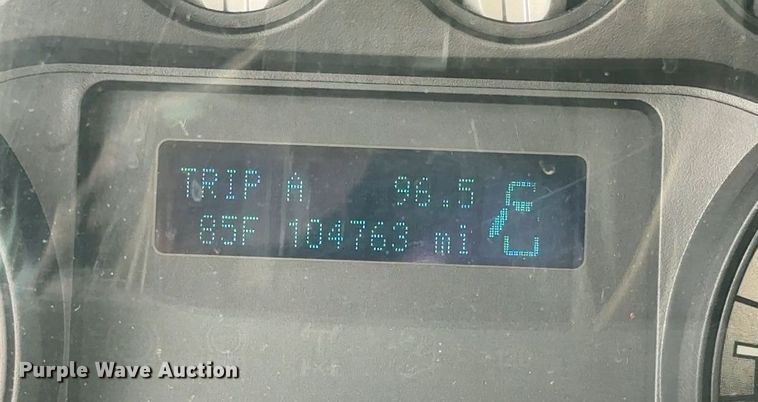 TRIP A 96.5
85F 104763 mi
Purple Wave Auction